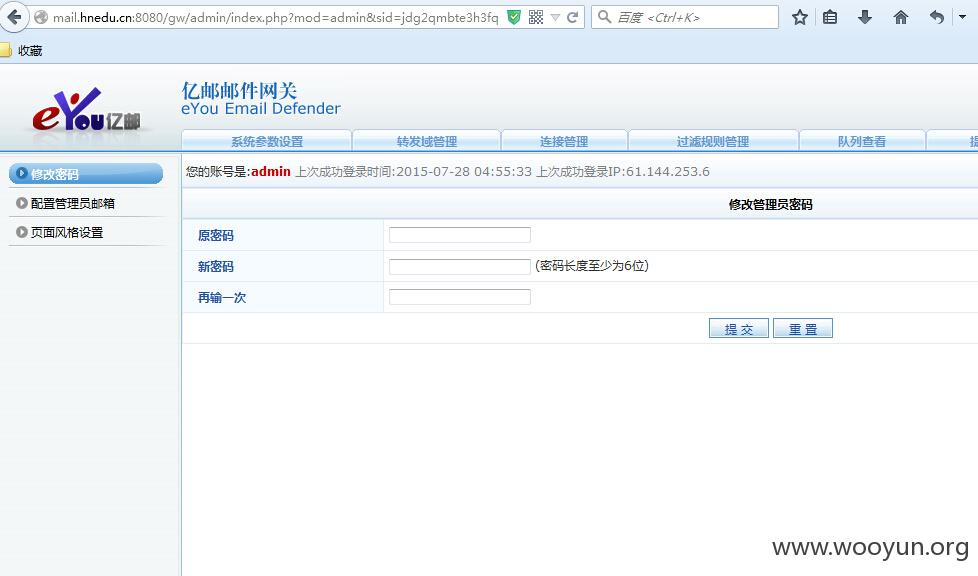 mail.hnedu.cn:8080/gw/admin/index.php?mod=admin&sid=jdg2qmbte3h3fq
百度 <Ctrl+K>
收藏
eYou亿邮
亿邮邮件网关
eYou Email Defender
系统参数设置 转发域管理 连接管理 过滤规则管理 队列查看
修改密码
配置管理员邮箱
页面风格设置
您的账号是:admin 上次成功登录时间:2015-07-28 04:55:33 上次成功登录IP:61.144.253.6
修改管理员密码
原密码
新密码 (密码长度至少为6位)
再输一次
提 交 重 置
www.wooyun.org